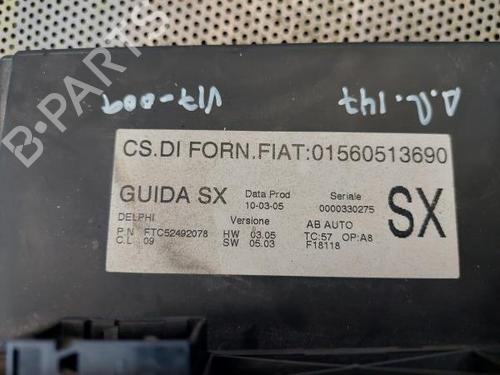 V17-009
A.R.147
CS.DI FORN.FIAT:01560513690
GUIDA SX Data Prod Seriale SX
10-03-05 0000330275
DELPHI Versione AB AUTO
P.N FTC52492078 HW 03.05 TC:57 OP:A8
C.L 09 SW 05.03 F18118
B-PARTS